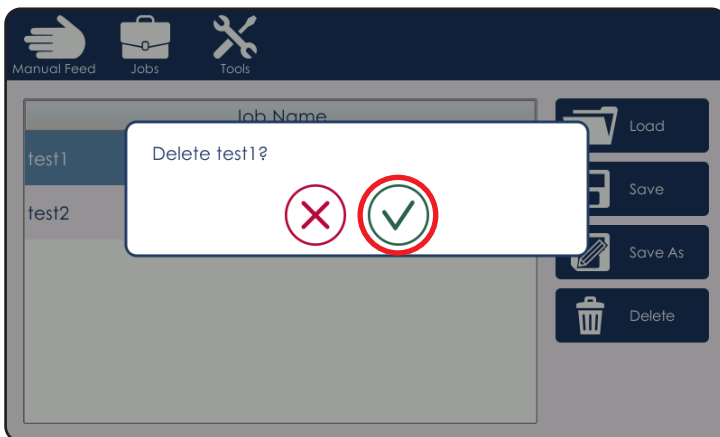 Manual Feed
Jobs
Tools
Job Name
test1
test2
Delete test1?
Load
Save
Save As
Delete